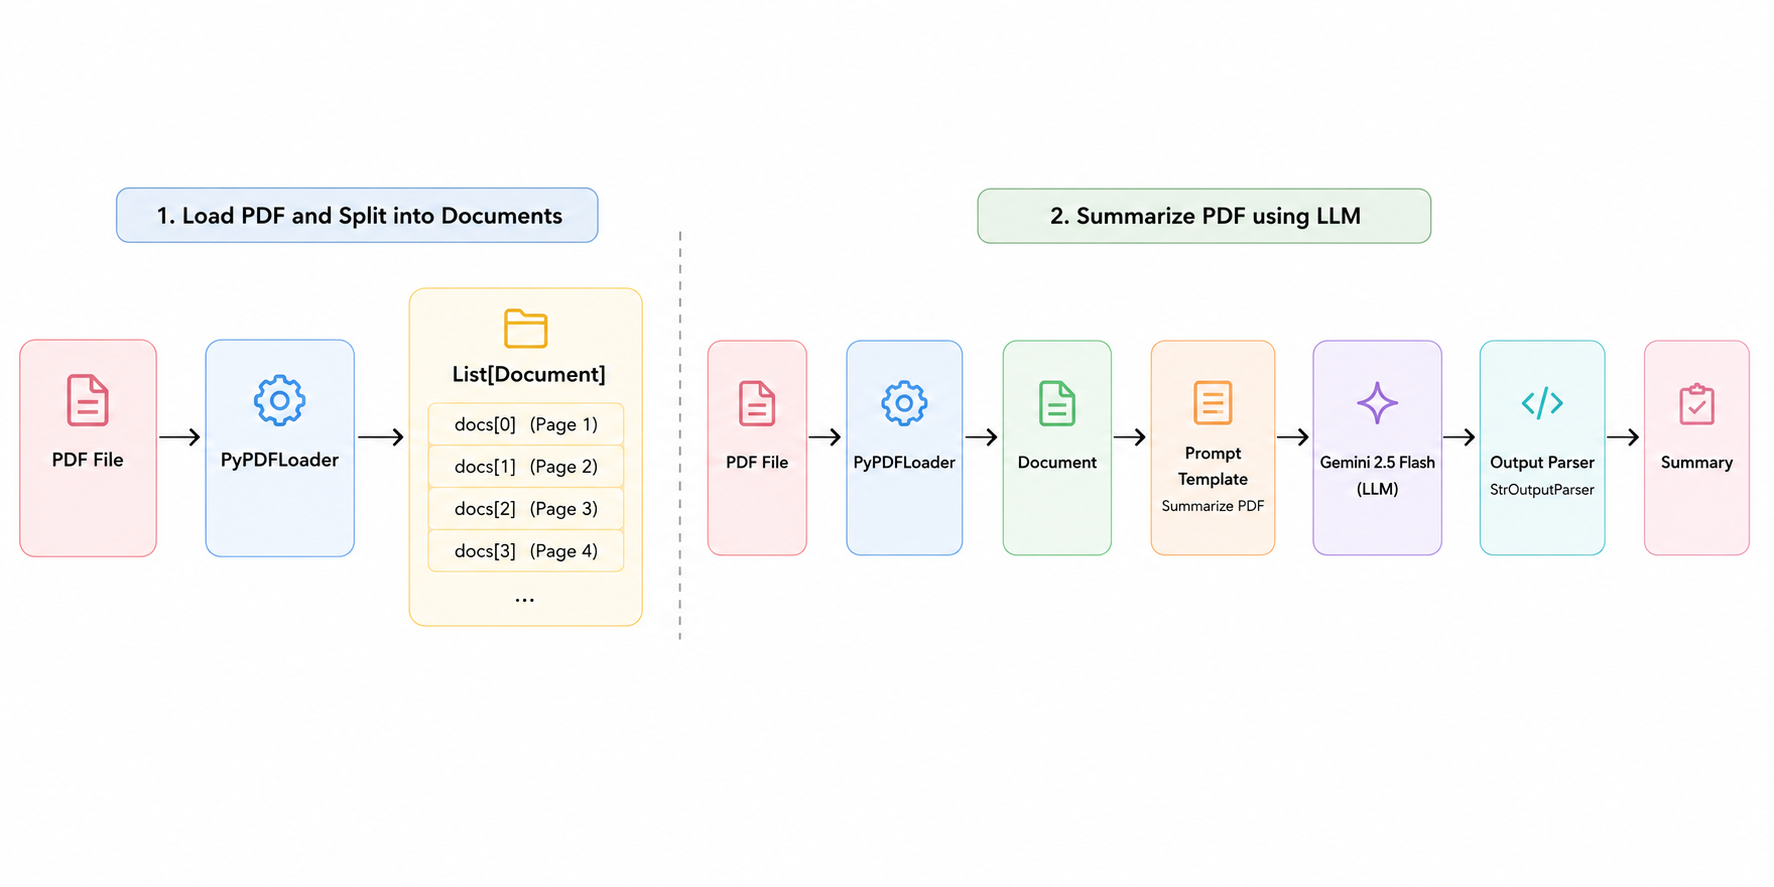 1. Load PDF and Split into Documents
PDF File
PyPDFLoader
List[Document]
docs[0] (Page 1)
docs[1] (Page 2)
docs[2] (Page 3)
docs[3] (Page 4)
...
2. Summarize PDF using LLM
PDF File
PyPDFLoader
Document
Prompt
Template
Summarize PDF
Gemini 2.5 Flash
(LLM)
Output Parser
StrOutputParser
Summary